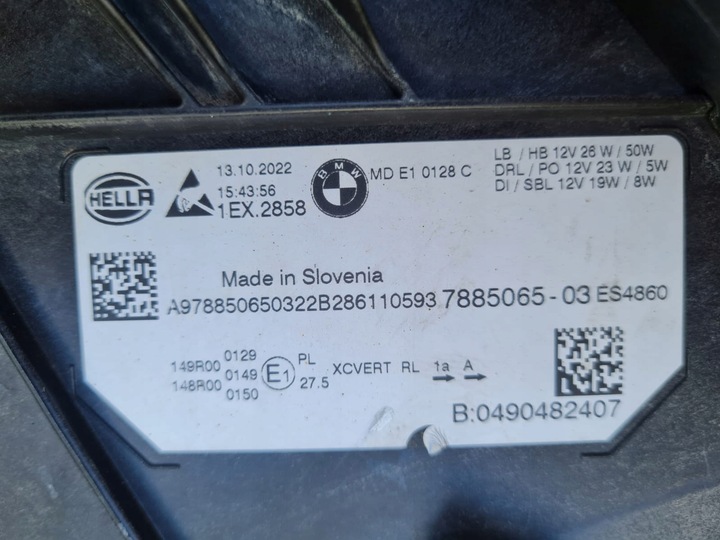 HELLA
13.10.2022
15:43:56
1EX.2858
BMW
MD E1 0128 C
LB / HB 12V 26 W / 50W
DRL / PO 12V 23 W / 5W
DI / SBL 12V 19W / 8W
Made in Slovenia
A978850650322B286110593 7885065 - 03 ES4860
149R00 0129
148R00 0149
0150
E1
PL
27.5
XCVERT RL 1a A
B:0490482407